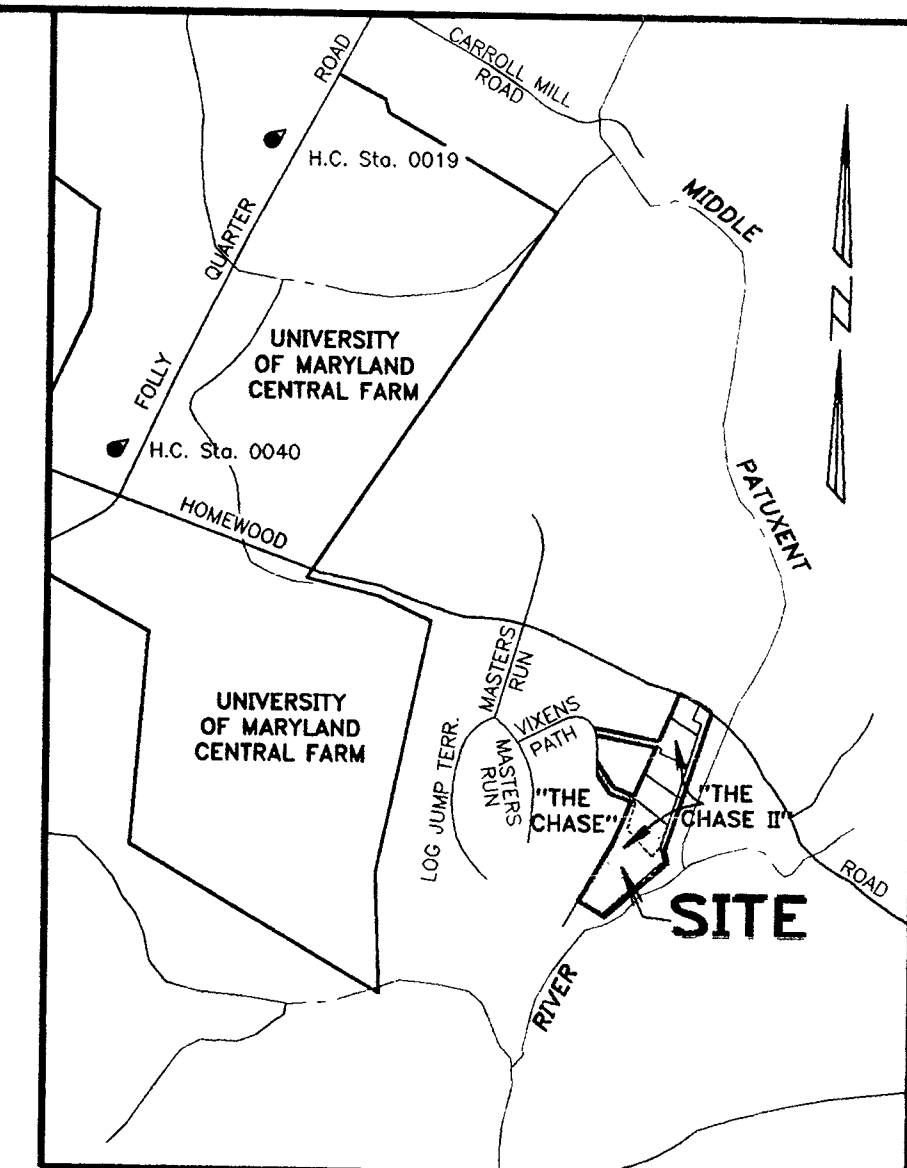 CARROLL MILL
ROAD
ROAD
H.C. Sta. 0019
QUARTER
FOLLY
MIDDLE
N
UNIVERSITY
OF MARYLAND
CENTRAL FARM
H.C. Sta. 0040
HOMEWOOD
PATUXENT
MASTERS
RUN
VIXENS
PATH
UNIVERSITY
OF MARYLAND
CENTRAL FARM
LOG JUMP TERR.
MASTERS
RUN
"THE
CHASE"
"THE
CHASE II"
ROAD
SITE
RIVER